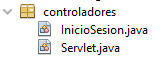 controladores
InicioSesion.java
Servlet.java